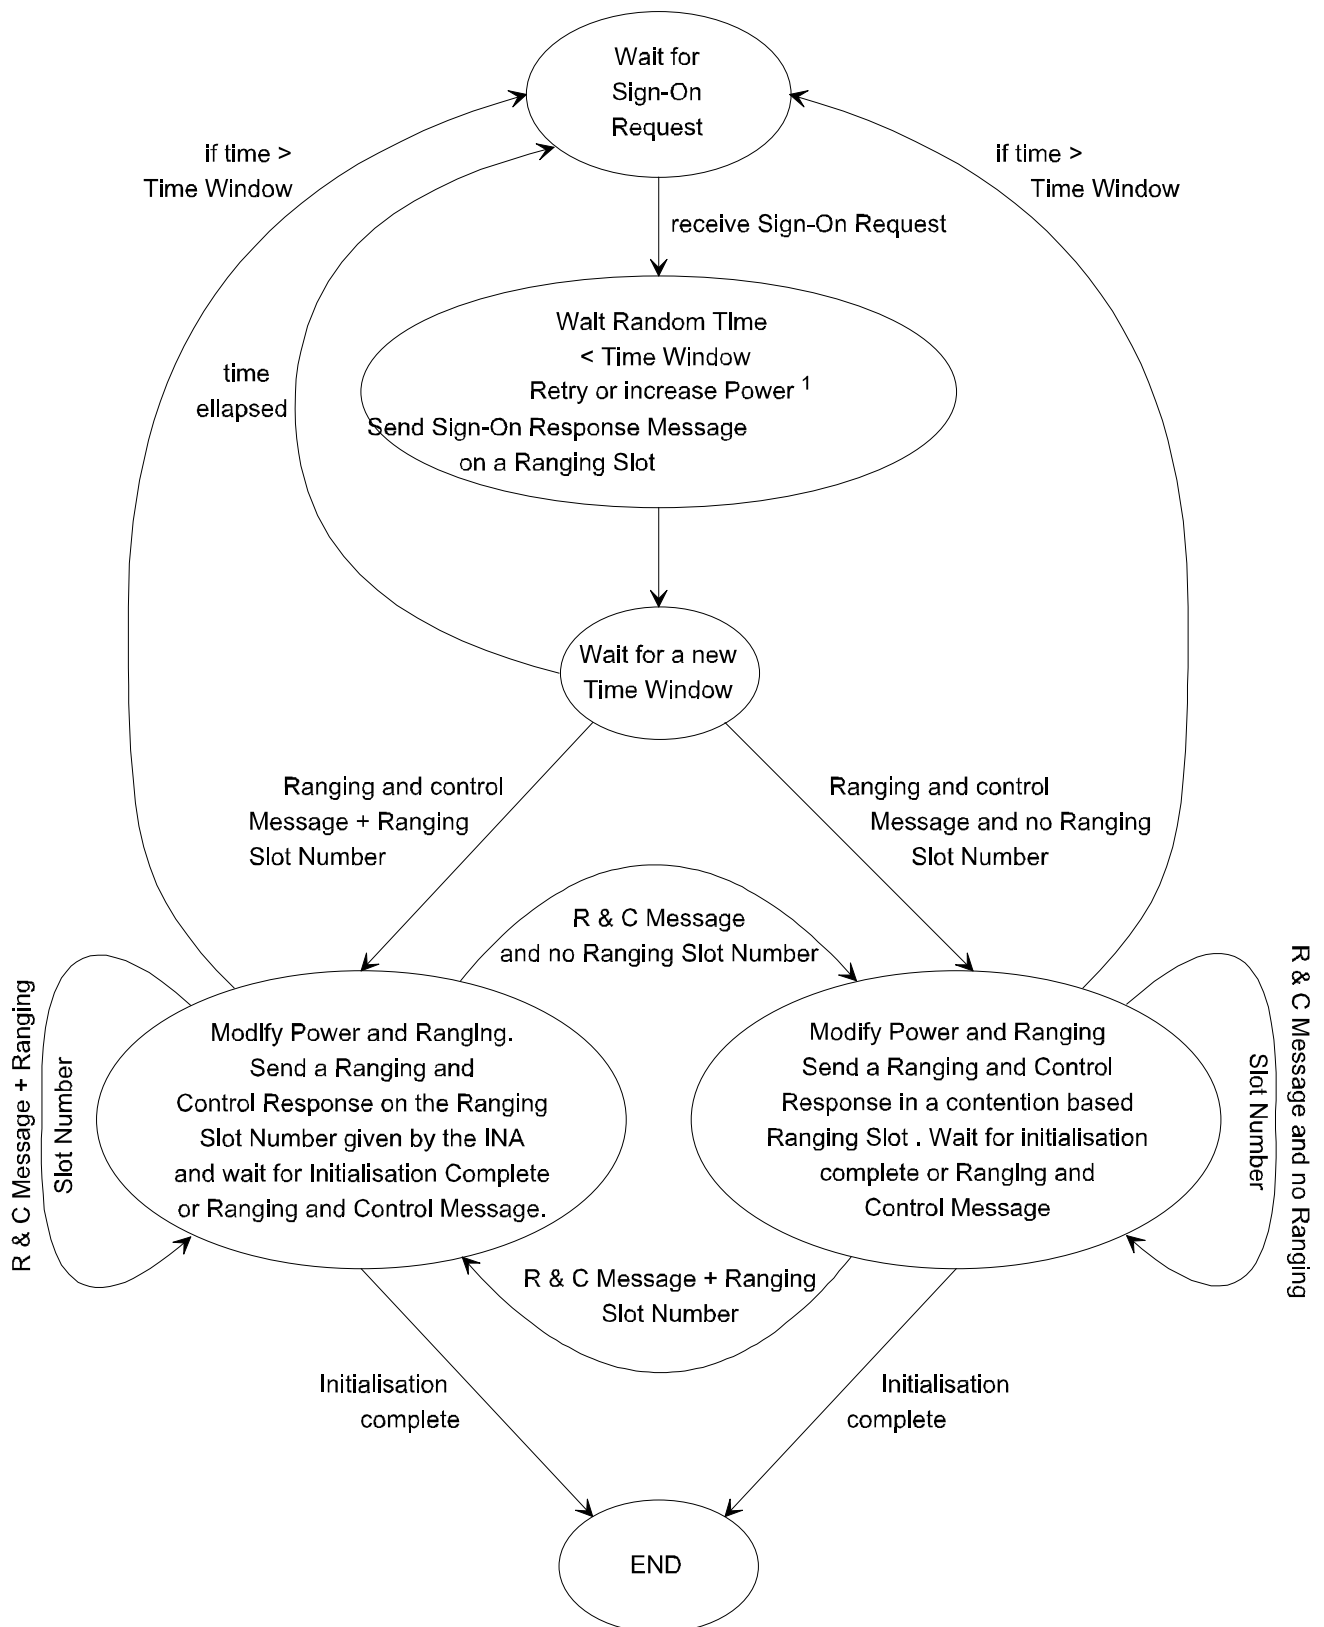 Wait for
Sign-On
Request
if time >
Time Window
if time >
Time Window
receive Sign-On Request
Wait Random Time
< Time Window
Retry or increase Power 1
Send Sign-On Response Message
on a Ranging Slot
time
ellapsed
Wait for a new
Time Window
Ranging and control
Message + Ranging
Slot Number
Ranging and control
Message and no Ranging
Slot Number
R & C Message
and no Ranging Slot Number
R & C Message + Ranging
Slot Number
Modify Power and Ranging.
Send a Ranging and
Control Response on the Ranging
Slot Number given by the INA
and wait for Initialisation Complete
or Ranging and Control Message.
Modify Power and Ranging
Send a Ranging and Control
Response in a contention based
Ranging Slot . Wait for initialisation
complete or Ranging and
Control Message
R & C Message and no Ranging
Slot Number
R & C Message + Ranging
Slot Number
Initialisation
complete
Initialisation
complete
END